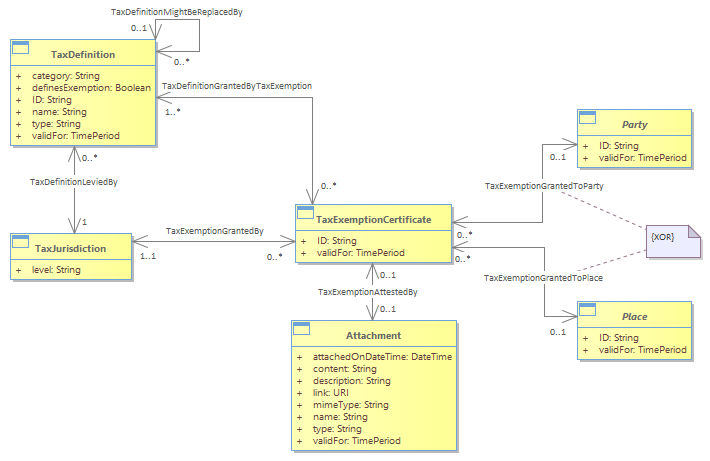 TaxDefinitionMightBeReplacedBy
0..1
0..*
TaxDefinition
+ category: String
+ definesExemption: Boolean
+ ID: String
+ name: String
+ type: String
+ validFor: TimePeriod
TaxDefinitionGrantedByTaxExemption
1..*
0..*
0..*
TaxDefinitionLeviedBy
1
TaxJurisdiction
+ level: String
TaxExemptionGrantedBy
1..1
0..*
TaxExemptionCertificate
+ ID: String
+ validFor: TimePeriod
Party
+ ID: String
+ validFor: TimePeriod
0..1
TaxExemptionGrantedToParty
0..*
{XOR}
0..*
TaxExemptionGrantedToPlace
0..1
Place
+ ID: String
+ validFor: TimePeriod
0..1
TaxExemptionAttestedBy
0..1
Attachment
+ attachedOnDateTime: DateTime
+ content: String
+ description: String
+ link: URI
+ mimeType: String
+ name: String
+ type: String
+ validFor: TimePeriod